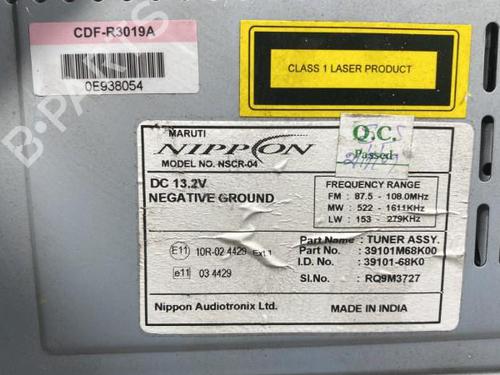 CDF-R3019A
0E938054
CLASS 1 LASER PRODUCT
Q.C.
Passed
MARUTI
NIPPON
MODEL NO. NSCR-04
DC 13.2V
NEGATIVE GROUND
FREQUENCY RANGE
FM : 87.5 - 108.0MHz
MW : 522 - 1611KHz
LW : 153 - 279KHz
E11 10R-02 4429 Ext.1
e11 03 4429
Part Name : TUNER ASSY.
Part No. : 39101M68K00
I.D. No. : 39101-68K0
Sl.No. : RQ9M3727
Nippon Audiotronix Ltd.
MADE IN INDIA
B-PARTS